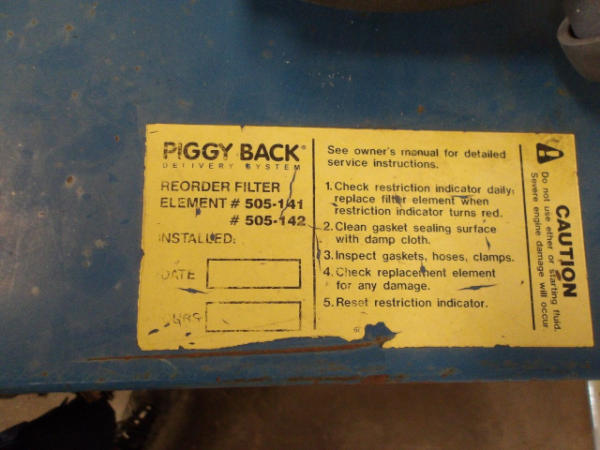 PIGGY BACK®
DELIVERY SYSTEM
REORDER FILTER
ELEMENT # 505-141
# 505-142
INSTALLED:
DATE
HRS
See owner's manual for detailed
service instructions.
1. Check restriction indicator daily;
replace filter element when
restriction indicator turns red.
2. Clean gasket sealing surface
with damp cloth.
3. Inspect gaskets, hoses, clamps.
4. Check replacement element
for any damage.
5. Reset restriction indicator.
CAUTION
Do not use ether or starting fluid.
Severe engine damage will occur